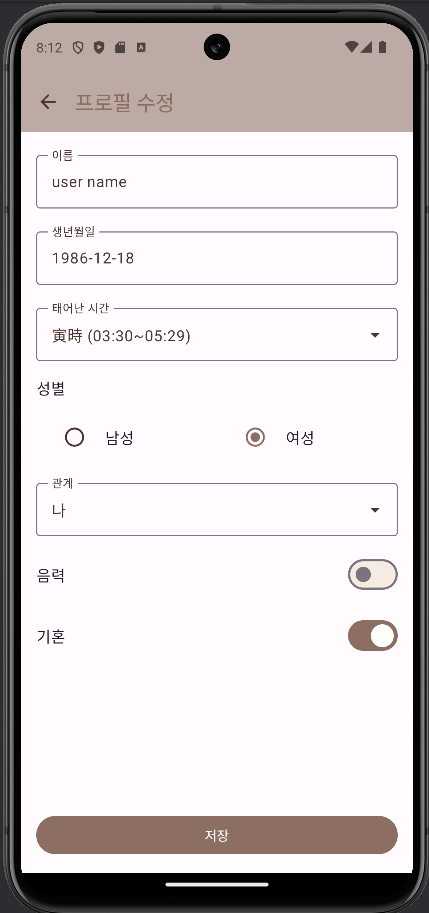 8:12
프로필 수정
이름
user name
생년월일
1986-12-18
태어난 시간
寅時 (03:30~05:29)
성별
남성 여성
관계
나
음력
기혼
저장